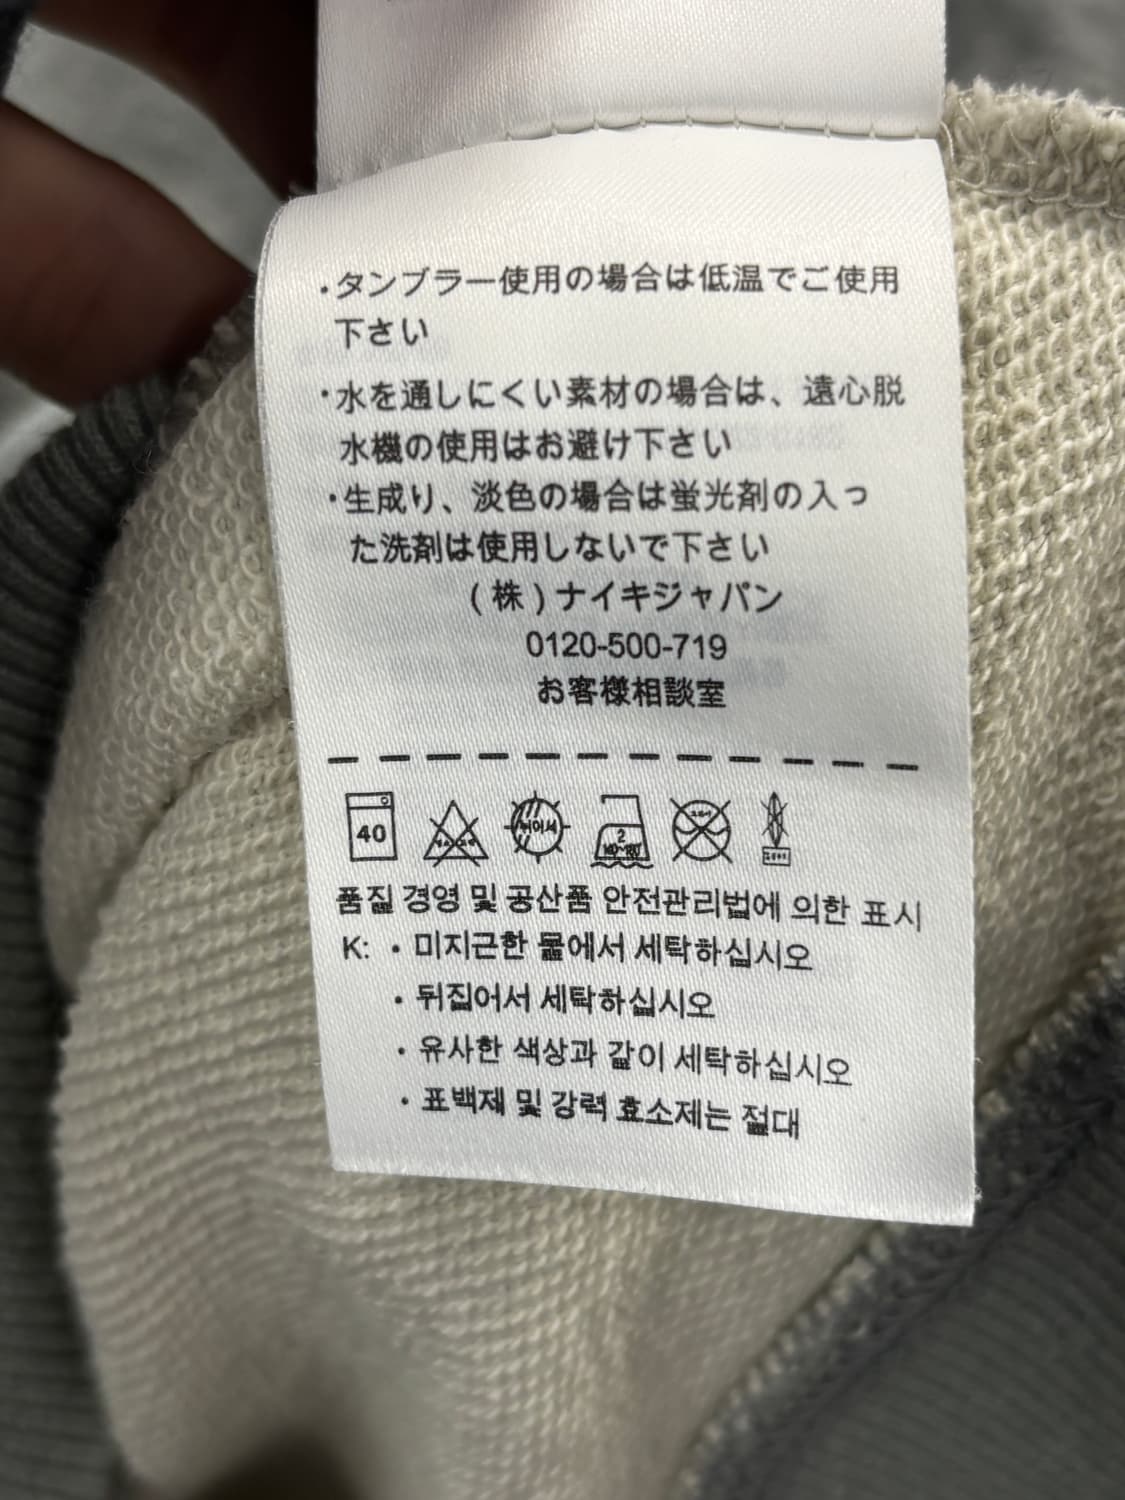 ・タンブラー使用の場合は低温でご使用
下さい
・水を通しにくい素材の場合は、遠心脱
水機の使用はお避け下さい
・生成り、淡色の場合は蛍光剤の入っ
た洗剤は使用しないで下さい
(株)ナイキジャパン
0120-500-719
お客様相談室
40 뒤어서 2 140~160
품질 경영 및 공산품 안전관리법에 의한 표시
K: • 미지근한 물에서 세탁하십시오
• 뒤집어서 세탁하십시오
• 유사한 색상과 같이 세탁하십시오
• 표백제 및 강력 효소제는 절대